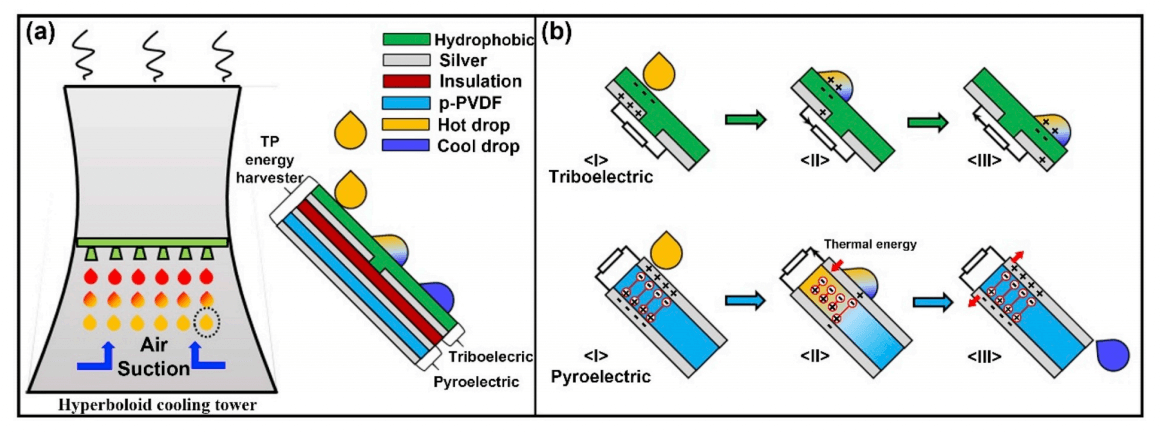 (a)
Hydrophobic
Silver
Insulation
p-PVDF
Hot drop
Cool drop
TP
energy
harvester
Air
Suction
Triboelecric
Pyroelectric
Hyperboloid cooling tower
(b)
<I>
<II>
<III>
Triboelectric
Thermal energy
<I>
<II>
<III>
Pyroelectric